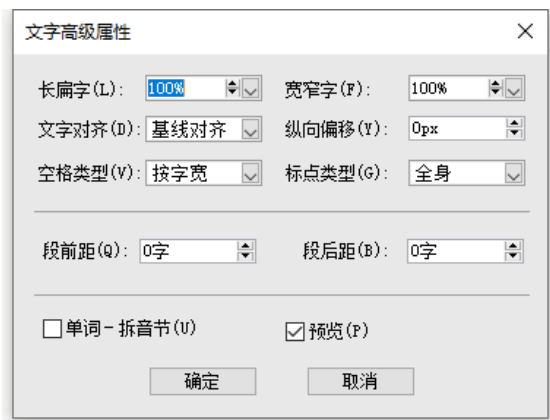 文字高级属性
长扁字(L): 100% 宽窄字(F): 100%
文字对齐(D): 基线对齐 纵向偏移(Y): 0px
空格类型(V): 按字宽 标点类型(G): 全身
段前距(Q): 0字 段后距(B): 0字
单词-拆音节(U) 预览(P)
确定 取消